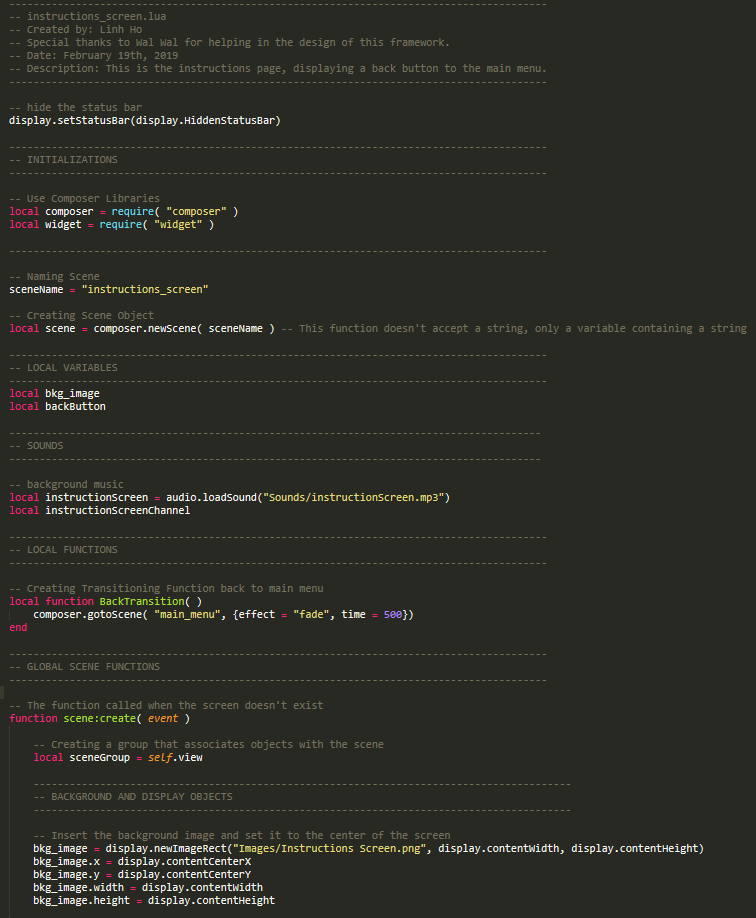 -----------------------------------------------------------------------------------------
-- instructions_screen.lua
-- Created by: Linh Ho
-- Special thanks to Wal Wal for helping in the design of this framework.
-- Date: February 19th, 2019
-- Description: This is the instructions page, displaying a back button to the main menu.
-----------------------------------------------------------------------------------------
-- hide the status bar
display.setStatusBar(display.HiddenStatusBar)
-----------------------------------------------------------------------------------------
-- INITIALIZATIONS
-----------------------------------------------------------------------------------------
-- Use Composer Libraries
local composer = require( "composer" )
local widget = require( "widget" )
-----------------------------------------------------------------------------------------
-- Naming Scene
sceneName = "instructions_screen"
-- Creating Scene Object
local scene = composer.newScene( sceneName ) -- This function doesn't accept a string, only a variable containing a string
-----------------------------------------------------------------------------------------
-- LOCAL VARIABLES
-----------------------------------------------------------------------------------------
local bkg_image
local backButton
----------------------------------------------------------------------------------------
-- SOUNDS
----------------------------------------------------------------------------------------
-- background music
local instructionScreen = audio.loadSound("Sounds/instructionScreen.mp3")
local instructionScreenChannel
-----------------------------------------------------------------------------------------
-- LOCAL FUNCTIONS
-----------------------------------------------------------------------------------------
-- Creating Transitioning Function back to main menu
local function BackTransition( )
    composer.gotoScene( "main_menu", {effect = "fade", time = 500})
end
-----------------------------------------------------------------------------------------
-- GLOBAL SCENE FUNCTIONS
-----------------------------------------------------------------------------------------
-- The function called when the screen doesn't exist
function scene:create( event )
    -- Creating a group that associates objects with the scene
    local sceneGroup = self.view
    -----------------------------------------------------------------------------------------
    -- BACKGROUND AND DISPLAY OBJECTS
    -----------------------------------------------------------------------------------------
    -- Insert the background image and set it to the center of the screen
    bkg_image = display.newImageRect("Images/Instructions Screen.png", display.contentWidth, display.contentHeight)
    bkg_image.x = display.contentCenterX
    bkg_image.y = display.contentCenterY
    bkg_image.width = display.contentWidth
    bkg_image.height = display.contentHeight